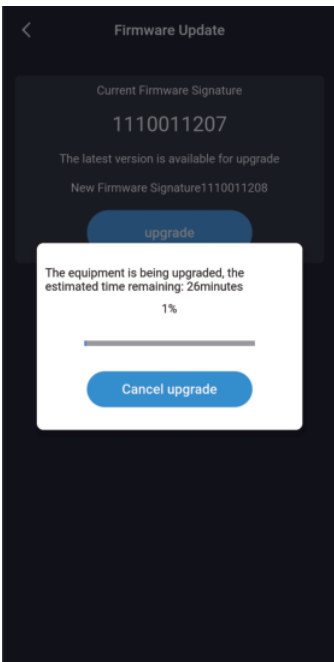 Firmware Update
Current Firmware Signature
1110011207
The latest version is available for upgrade
New Firmware Signature1110011208
upgrade
The equipment is being upgraded, the
estimated time remaining: 26minutes
1%
Cancel upgrade